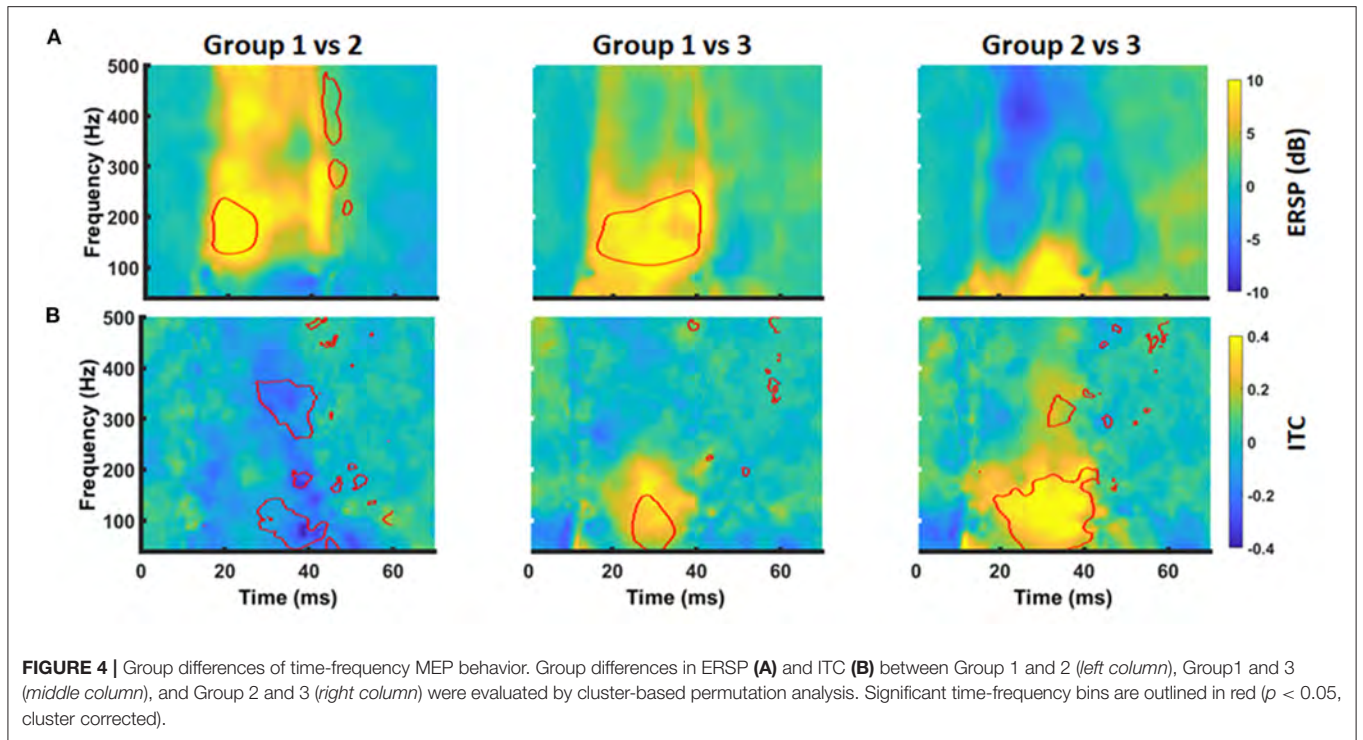 A
Group 1 vs 2
Group 1 vs 3
Group 2 vs 3
Frequency (Hz)
500
400
300
200
100
10
5
0
-5
-10
ERSP (dB)
B
Frequency (Hz)
500
400
300
200
100
0.4
0.2
0
-0.2
-0.4
ITC
0 20 40 60
0 20 40 60
0 20 40 60
Time (ms)
Time (ms)
Time (ms)
FIGURE 4 | Group differences of time-frequency MEP behavior. Group differences in ERSP (A) and ITC (B) between Group 1 and 2 (left column), Group1 and 3
(middle column), and Group 2 and 3 (right column) were evaluated by cluster-based permutation analysis. Significant time-frequency bins are outlined in red (p < 0.05,
cluster corrected).